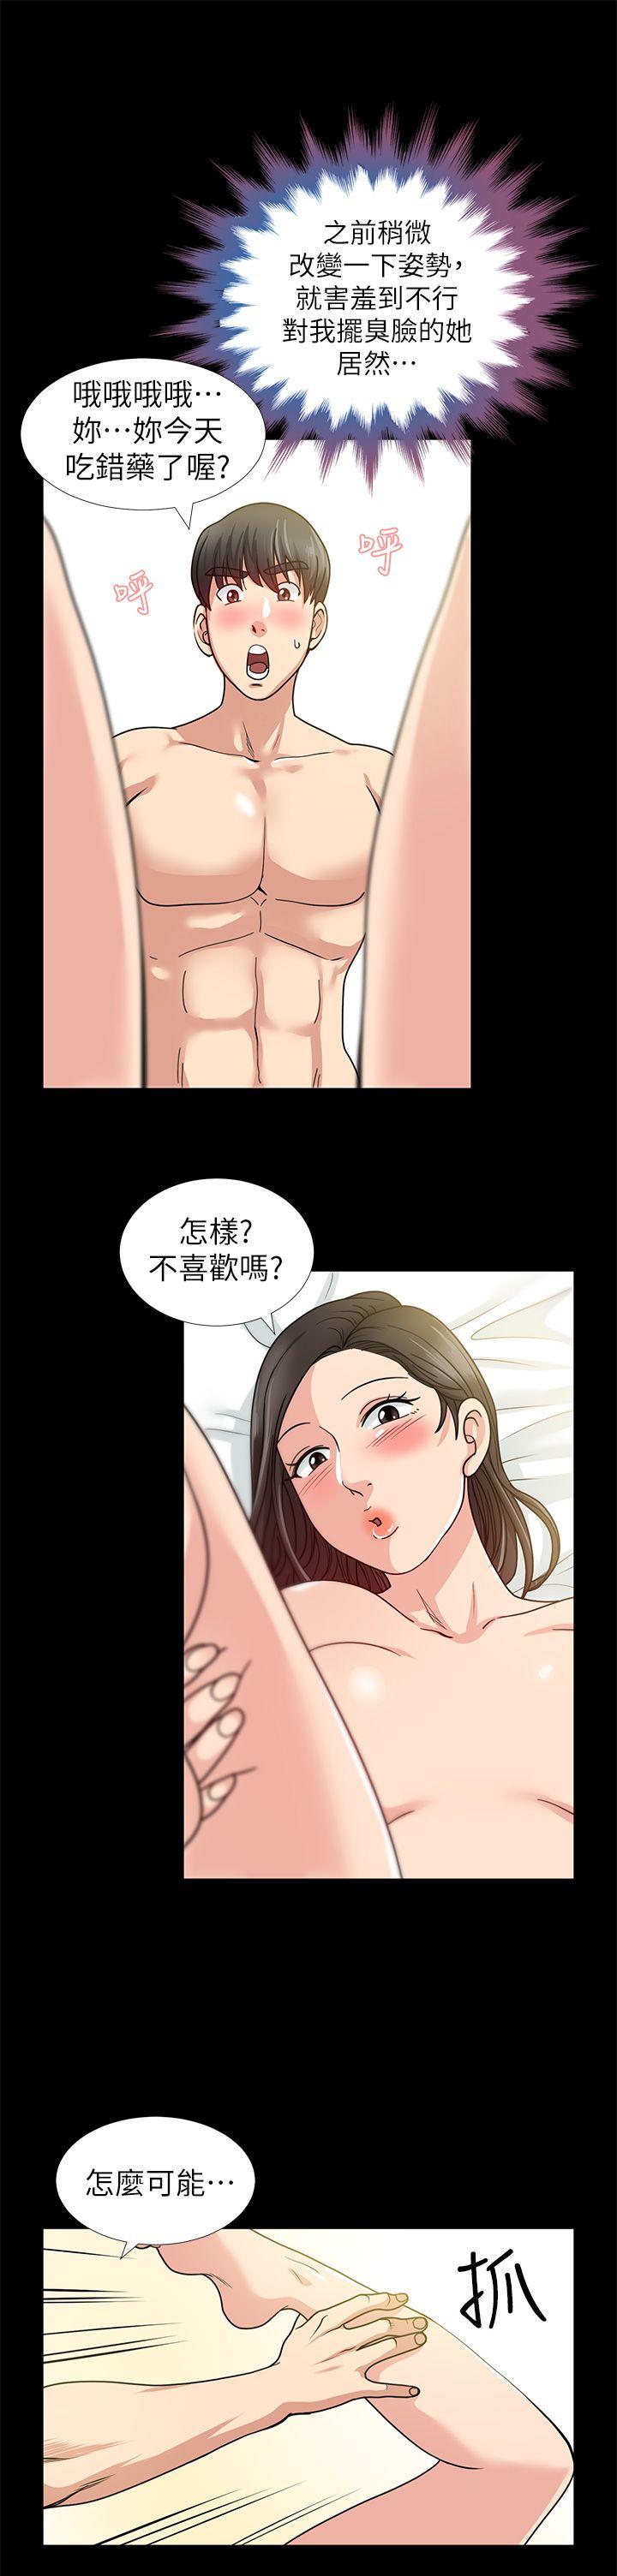 之前稍微
改變一下姿勢，
就害羞到不行
對我擺臭臉的她
居然…
哦哦哦哦…
妳…妳今天
吃錯藥了喔?
呼
呼
怎樣?
不喜歡嗎?
怎麼可能…
抓